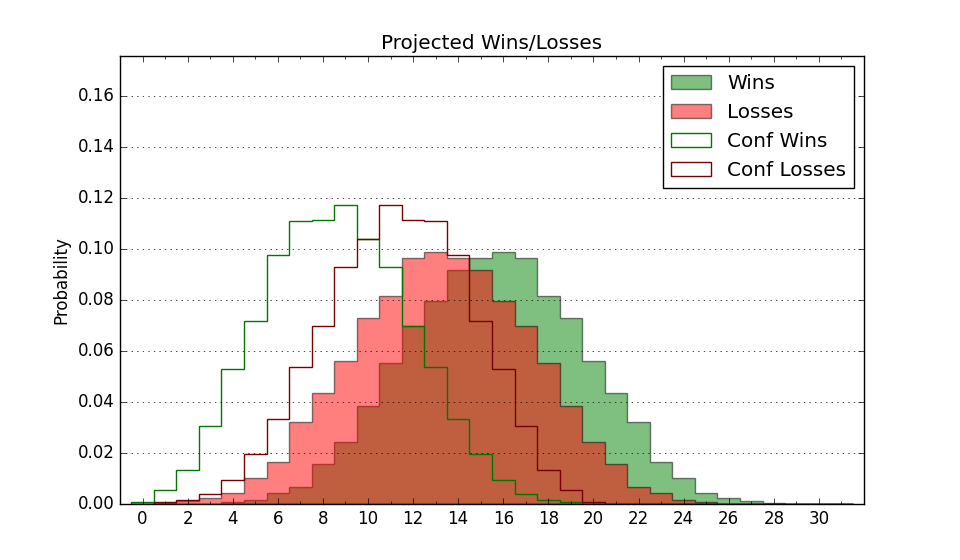 Projected Wins/Losses
Wins
Losses
Conf Wins
Conf Losses
Probability
0.16
0.14
0.12
0.10
0.08
0.06
0.04
0.02
0.00
0 2 4 6 8 10 12 14 16 18 20 22 24 26 28 30